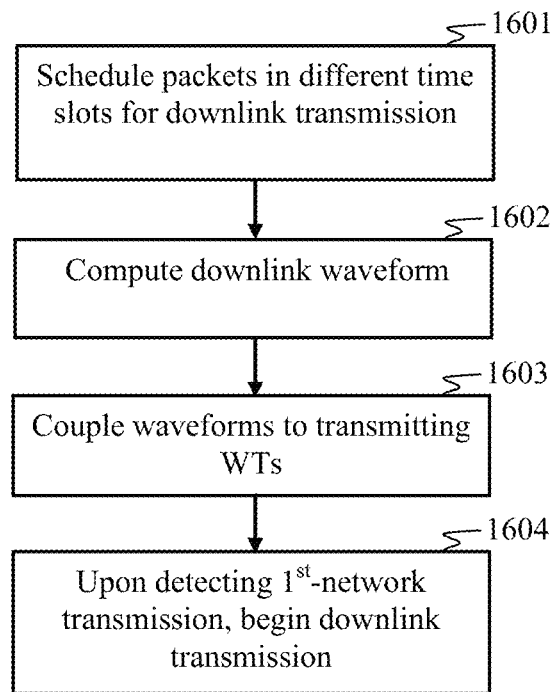 1601
Schedule packets in different time
slots for downlink transmission
1602
Compute downlink waveform
1603
Couple waveforms to transmitting
WTs
1604
Upon detecting 1st-network
transmission, begin downlink
transmission